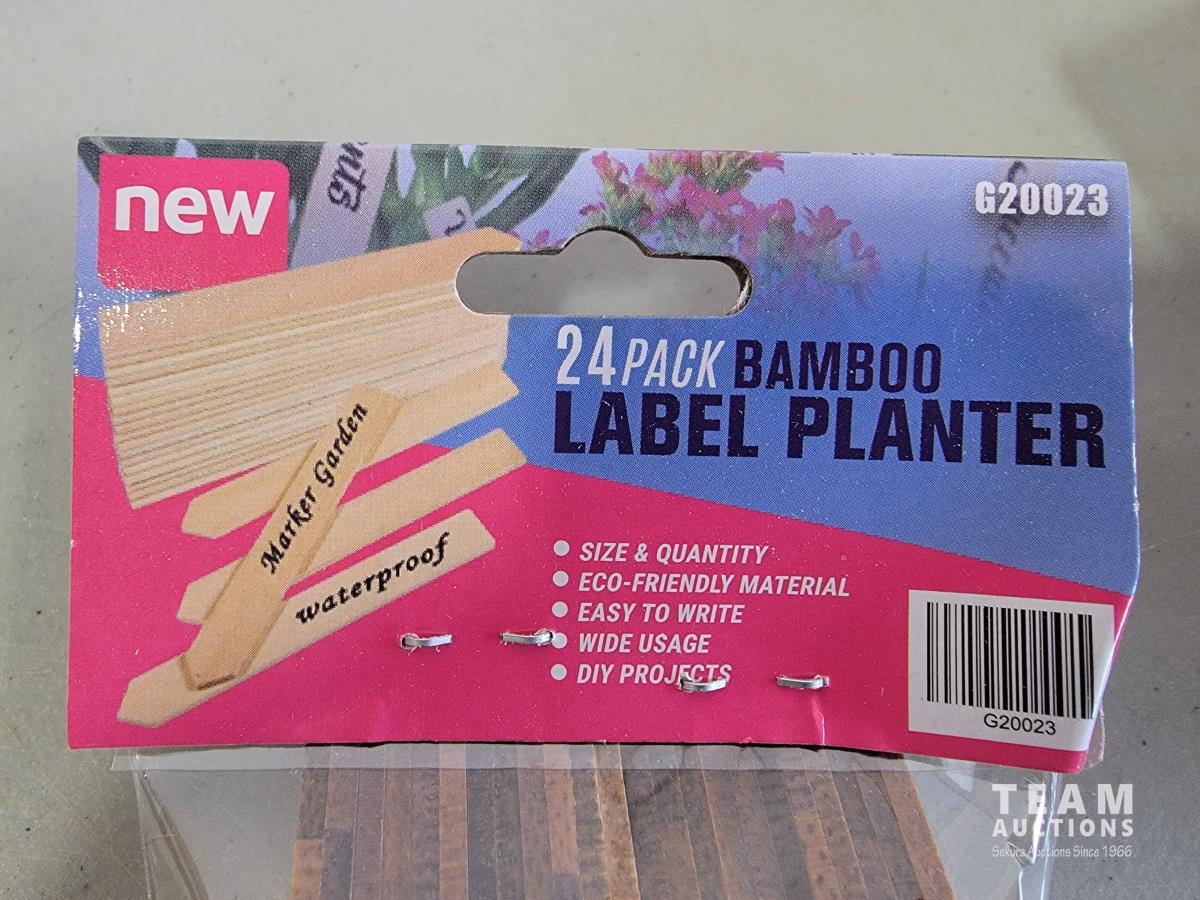 new
G20023
24 PACK BAMBOO
LABEL PLANTER
Marker Garden
waterproof
SIZE & QUANTITY
ECO-FRIENDLY MATERIAL
EASY TO WRITE
WIDE USAGE
DIY PROJECTS
G20023
TEAM
AUCTIONS
Sekura Auctions Since 1966